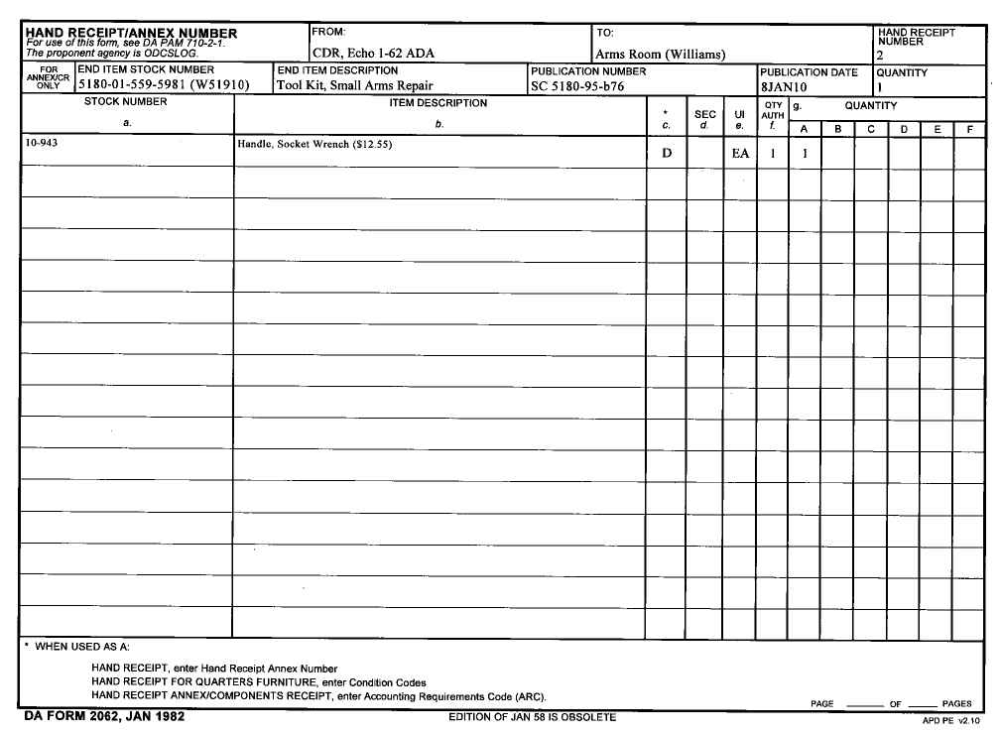 HAND RECEIPT/ANNEX NUMBER
For use of this form, see DA PAM 710-2-1.
The proponent agency is ODCSLOG.
FROM:
CDR, Echo 1-62 ADA
TO:
Arms Room (Williams)
HAND RECEIPT
NUMBER
2
FOR
ANNEX/CR
ONLY
END ITEM STOCK NUMBER
5180-01-559-5981 (W51910)
END ITEM DESCRIPTION
Tool Kit, Small Arms Repair
PUBLICATION NUMBER
SC 5180-95-b76
PUBLICATION DATE
8JAN10
QUANTITY
1
STOCK NUMBER
a.
ITEM DESCRIPTION
b.
*
c.
SEC
d.
UI
e.
QTY
AUTH
f.
g. QUANTITY
A B C D E F
10-943 Handle, Socket Wrench ($12.55) D EA 1 1
* WHEN USED AS A:
HAND RECEIPT, enter Hand Receipt Annex Number
HAND RECEIPT FOR QUARTERS FURNITURE, enter Condition Codes
HAND RECEIPT ANNEX/COMPONENTS RECEIPT, enter Accounting Requirements Code (ARC).
PAGE ______ OF _____ PAGES
DA FORM 2062, JAN 1982 EDITION OF JAN 58 IS OBSOLETE APD PE v2.10